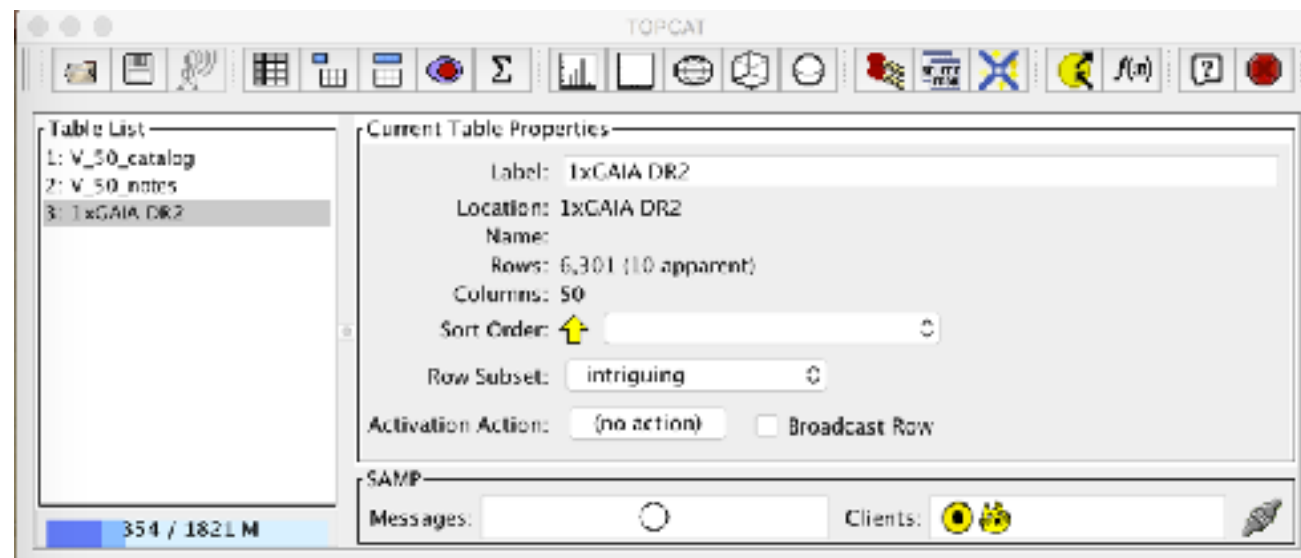 TOPCAT
Σ
f(x)
?
Table List
1: V_50_catalog
2: V_50_notes
3: 1xGAIA DR2
354 / 1821 M
Current Table Properties
Label: 1xGAIA DR2
Location: 1xGAIA DR2
Name:
Rows: 6,301 (10 apparent)
Columns: 50
Sort Order:
Row Subset: intriguing
Activation Action: (no action) Broadcast Row
SAMP
Messages: Clients: